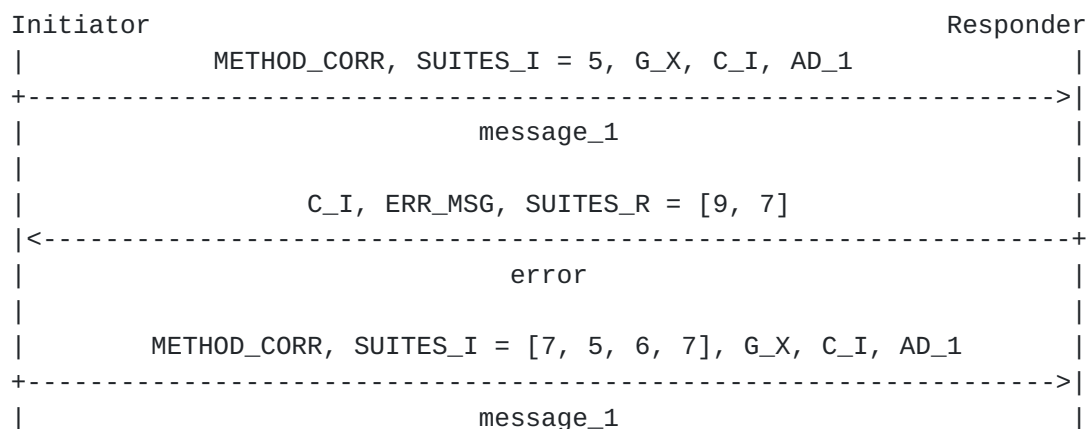 Initiator                                                   Responder
|            METHOD_CORR, SUITES_I = 5, G_X, C_I, AD_1              |
+------------------------------------------------------------------>|
|                             message_1                             |
|                                                                   |
|                  C_I, ERR_MSG, SUITES_R = [9, 7]                  |
|<------------------------------------------------------------------+
|                               error                               |
|                                                                   |
|        METHOD_CORR, SUITES_I = [7, 5, 6, 7], G_X, C_I, AD_1       |
+------------------------------------------------------------------>|
|                             message_1                             |